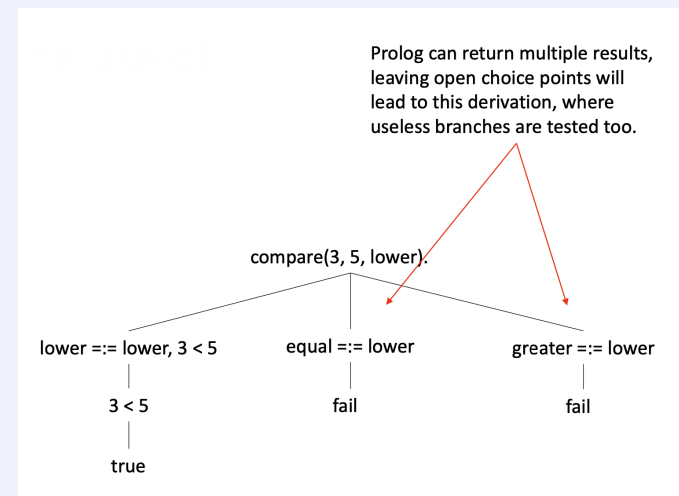 Prolog can return multiple results,
leaving open choice points will
lead to this derivation, where
useless branches are tested too.
compare(3, 5, lower).
lower =:= lower, 3 < 5
equal =:= lower
greater =:= lower
3 < 5
fail
fail
true